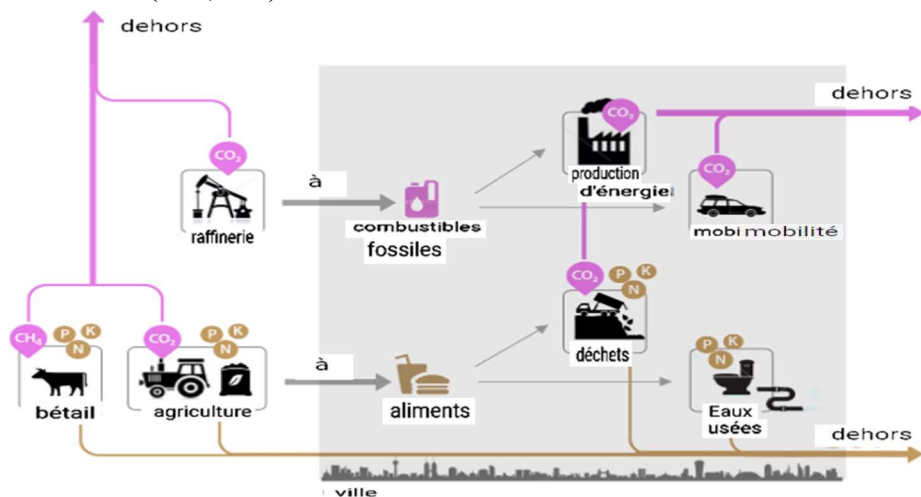 dehors
dehors
CO₂
CO₂
à
production
d'énergie
CO₂
raffinerie
combustibles
fossiles
mobi mobilité
CO₂
P K
N
CH₄
P K
N
CO₂
P K
N
P K
N
déchets
à
bétail
agriculture
aliments
Eaux
usées
dehors
ville